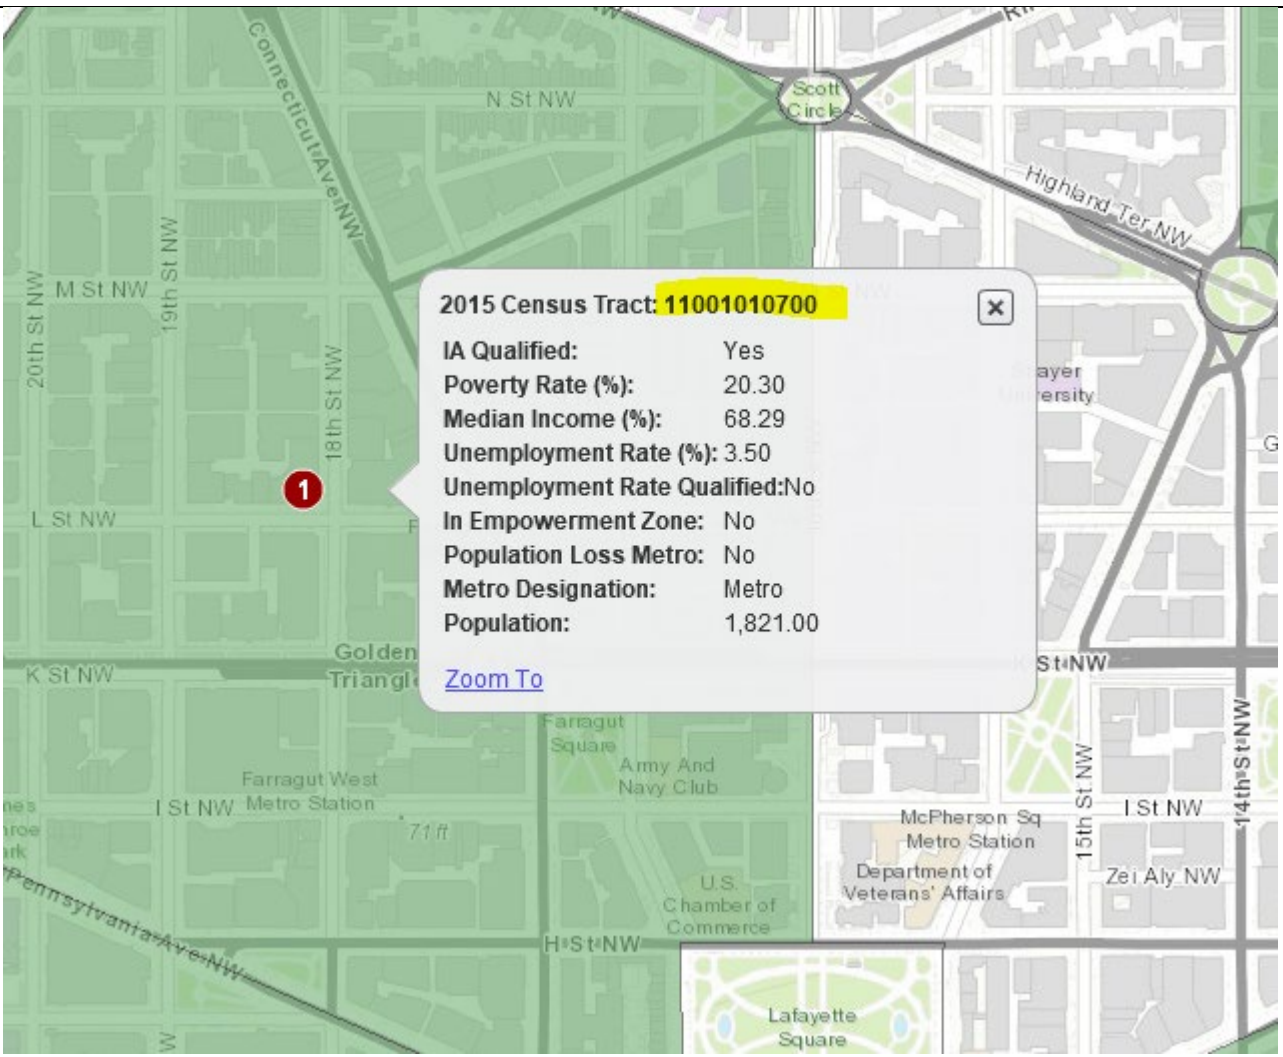 Connecticut Ave NW
N St NW
Scott
Circle
Highland Ter NW
M St NW
19th St NW
20th St NW
18th St NW
2015 Census Tract: 11001010700
IA Qualified: Yes
Poverty Rate (%): 20.30
Median Income (%): 68.29
Unemployment Rate (%): 3.50
Unemployment Rate Qualified:No
In Empowerment Zone: No
Population Loss Metro: No
Metro Designation: Metro
Population: 1,821.00
Zoom To
1
L St NW
ayer
ersity
K St NW
Golden
Triangle
K St NW
Farragut
Square
Army And
Navy Club
Farragut West
Metro Station
I St NW
71 ft
McPherson Sq
Metro Station
15th St NW
I St NW
14th St NW
Department of
Veterans' Affairs
Zei Aly NW
U.S.
Chamber of
Commerce
Pennsylvania Ave NW
H St NW
Lafayette
Square